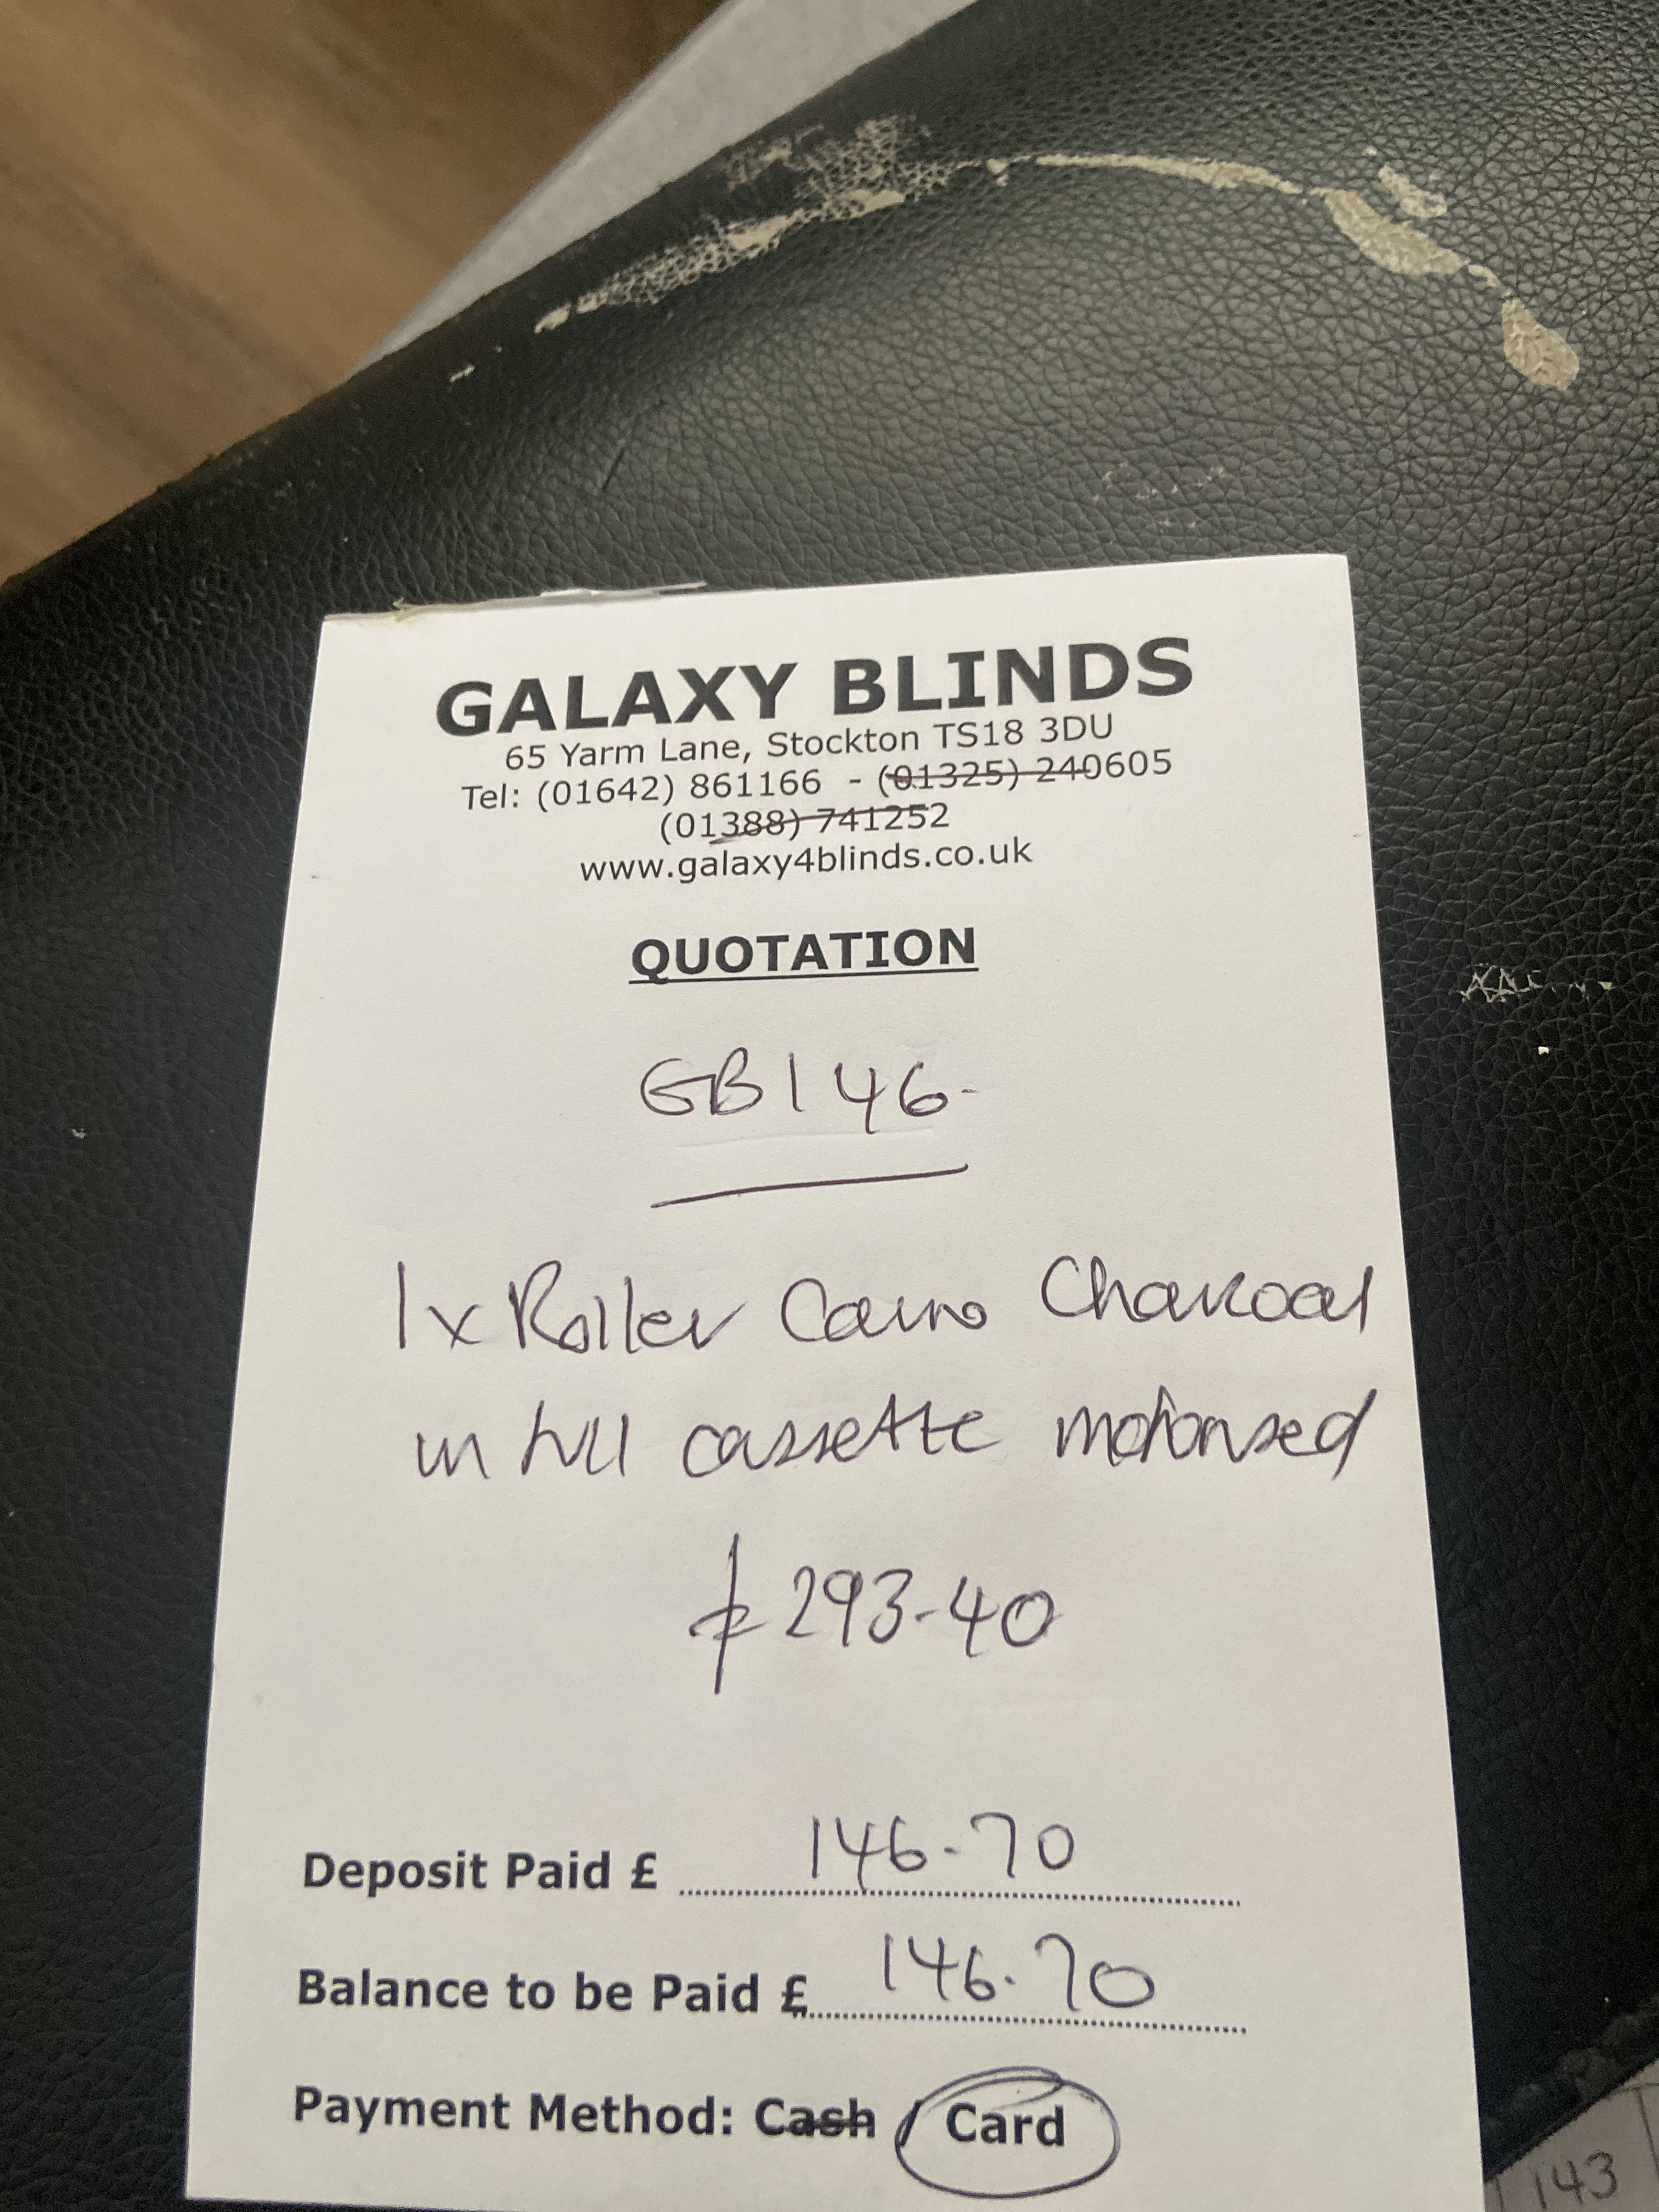 GALAXY BLINDS
65 Yarm Lane, Stockton TS18 3DU
Tel: (01642) 861166 - (01325) 240605
(01388) 741252
www.galaxy4blinds.co.uk
QUOTATION
GB146-
1x Roller Cairo Charcoal
in full cassette motorised
£293-40
Deposit Paid £ 146-70
Balance to be Paid £ 146.70
Payment Method: Cash / Card
143